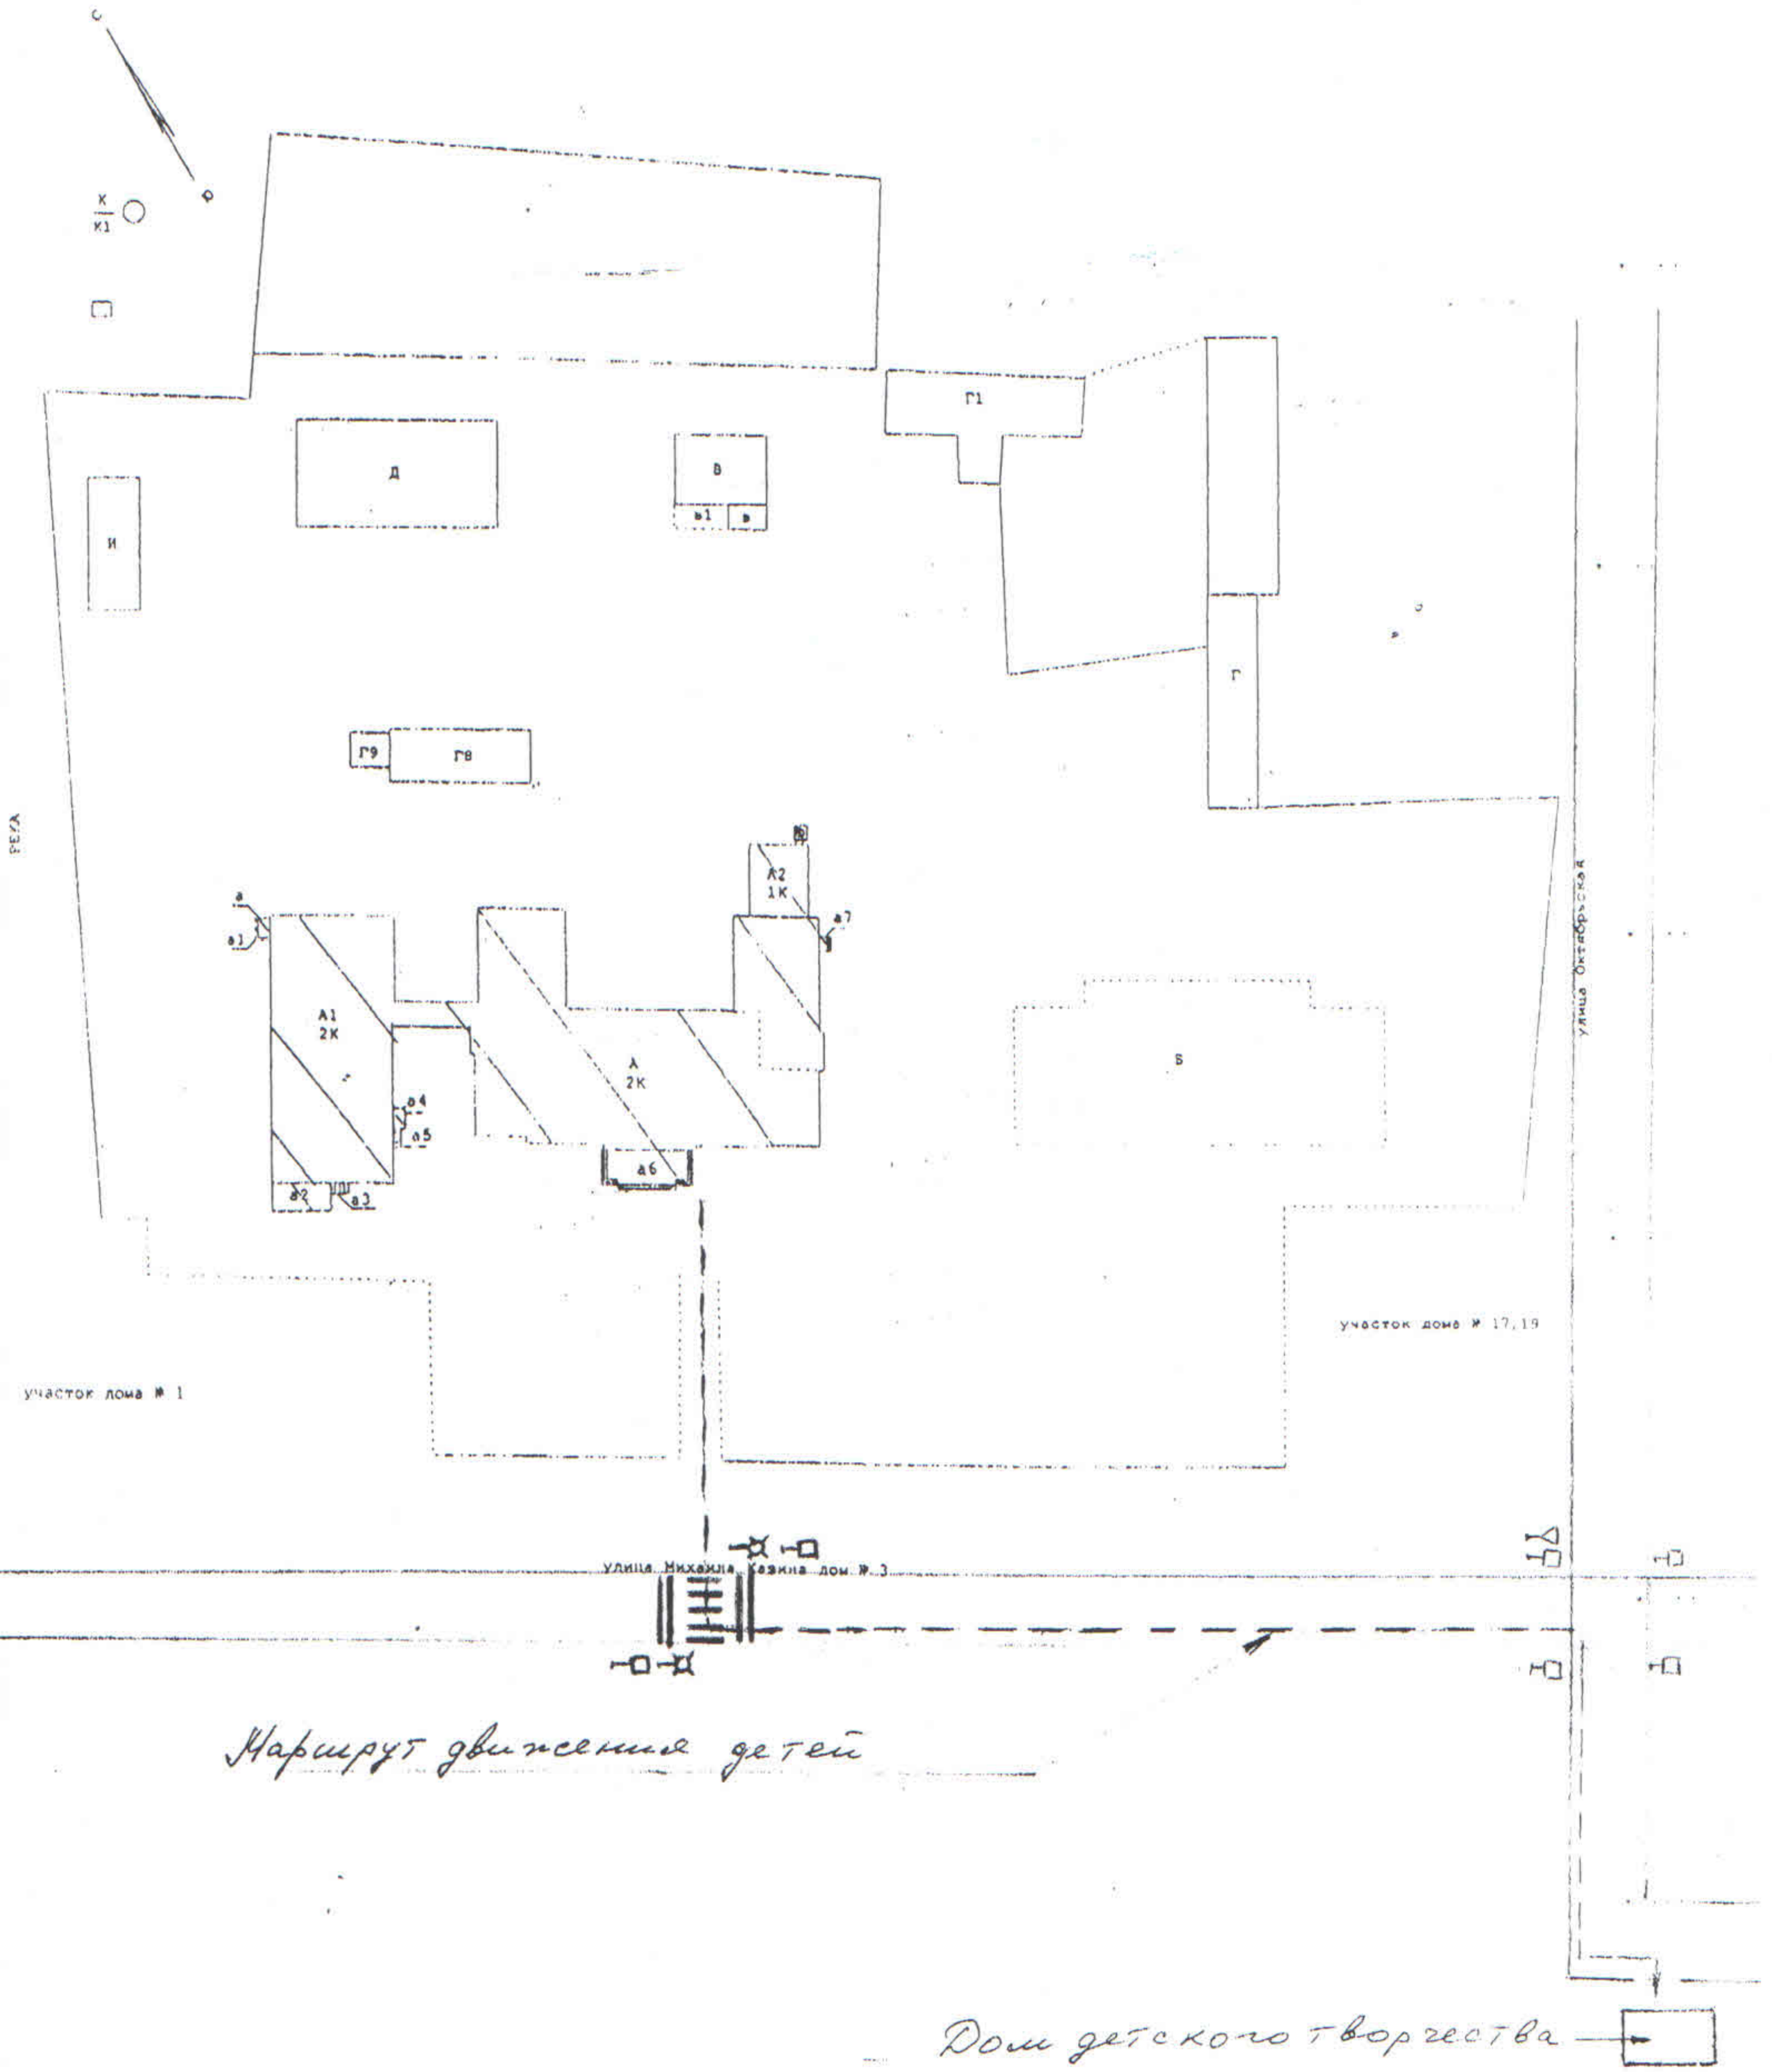 С
К
К1
Г1
Д
В
в1
в
И
Г
Г9
Г8
РЕКА
А2
1К
а
а1
а7
А1
2К
А
2К
Б
а4
а5
а6
а2
а3
улица Октябрьская
участок дома № 17,19
участок дома № 1
улица Михаила дом № 3
Маршрут движения детей
Дом детского творчества